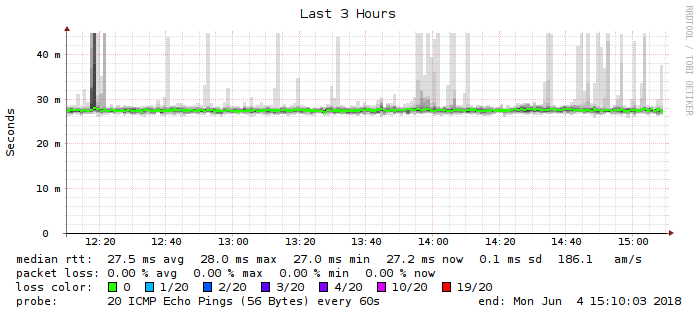 Last 3 Hours
RRDTOOL / TOBI OETIKER
Seconds
40 m
30 m
20 m
10 m
0
12:20 12:40 13:00 13:20 13:40 14:00 14:20 14:40 15:00
median rtt: 27.5 ms avg 28.0 ms max 27.0 ms min 27.2 ms now 0.1 ms sd 186.1 am/s
packet loss: 0.00 % avg 0.00 % max 0.00 % min 0.00 % now
loss color: 0 1/20 2/20 3/20 4/20 10/20 19/20
probe: 20 ICMP Echo Pings (56 Bytes) every 60s end: Mon Jun 4 15:10:03 2018